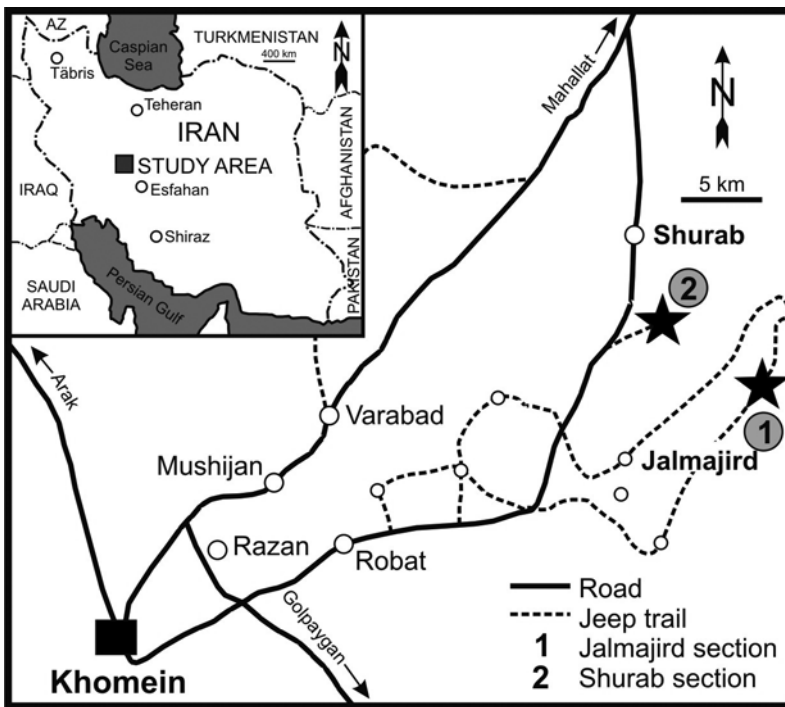 AZ
Caspian
Sea
TURKMENISTAN
400 km
N
Täbris
Teheran
IRAN
STUDY AREA
Esfahan
IRAQ
Shiraz
AFGHANISTAN
PAKISTAN
SAUDI
ARABIA
Persian Gulf
Mahallat
N
5 km
Shurab
2
Arak
Varabad
1
Jalmajird
Mushijan
Razan
Robat
Golpaygan
Khomein
Road
Jeep trail
1 Jalmajird section
2 Shurab section